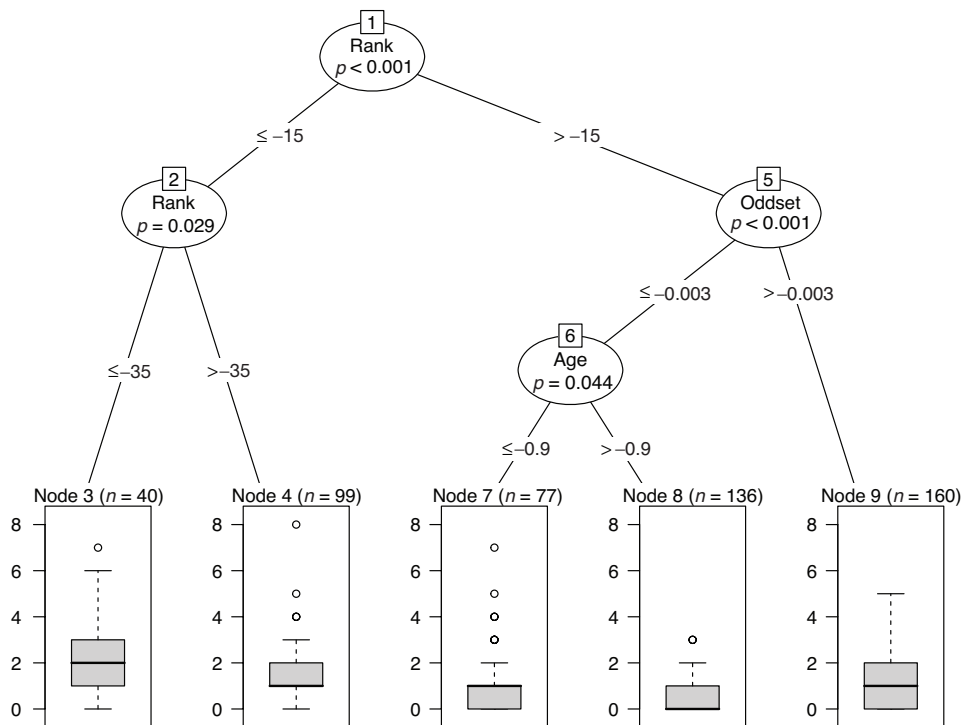 1
Rank
p < 0.001
≤ −15
> −15
2
Rank
p = 0.029
5
Oddset
p < 0.001
≤ −0.003
> −0.003
6
Age
p = 0.044
≤ −35
> −35
≤ −0.9
> −0.9
Node 3 (n = 40)
Node 4 (n = 99)
Node 7 (n = 77)
Node 8 (n = 136)
Node 9 (n = 160)
8 8 8 8 8
6 6 6 6 6
4 4 4 4 4
2 2 2 2 2
0 0 0 0 0